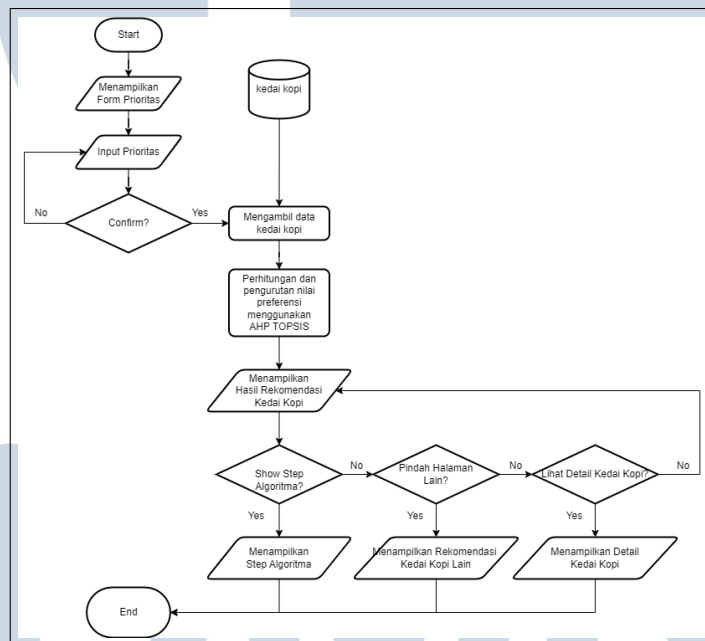 Start
Menampilkan
Form Prioritas
kedai kopi
Input Prioritas
No
Confirm?
Yes
Mengambil data
kedai kopi
Perhitungan dan
pengurutan nilai
preferensi
menggunakan
AHP TOPSIS
Menampilkan
Hasil Rekomendasi
Kedai Kopi
Show Step
Algoritma?
No
Pindah Halaman
Lain?
No
Lihat Detail Kedai Kopi?
No
Yes
Yes
Yes
Menampilkan
Step Algoritma
Menampilkan Rekomendasi
Kedai Kopi Lain
Menampilkan Detail
Kedai Kopi
End